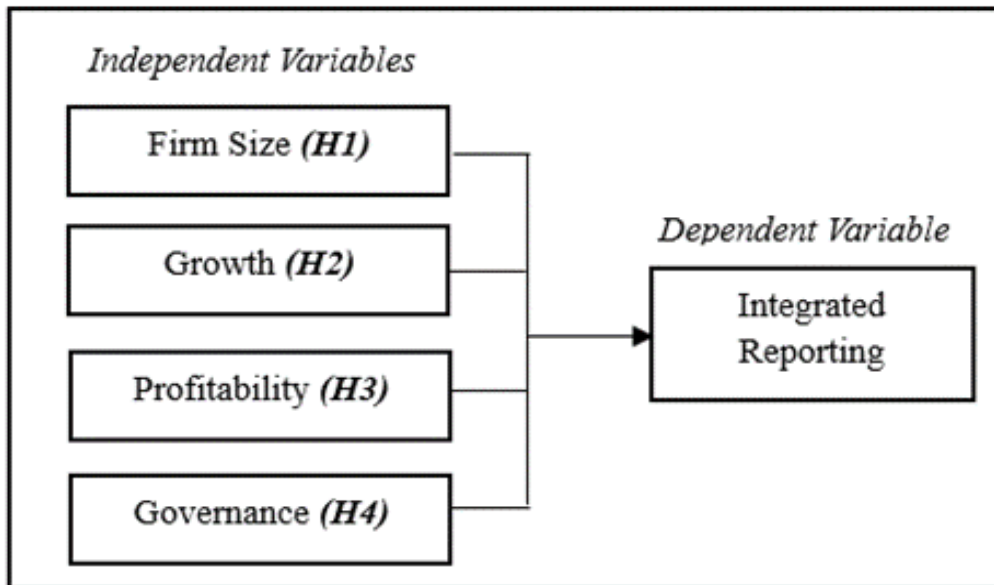 Independent Variables
Firm Size (H1)
Growth (H2)
Profitability (H3)
Governance (H4)
Dependent Variable
Integrated
Reporting